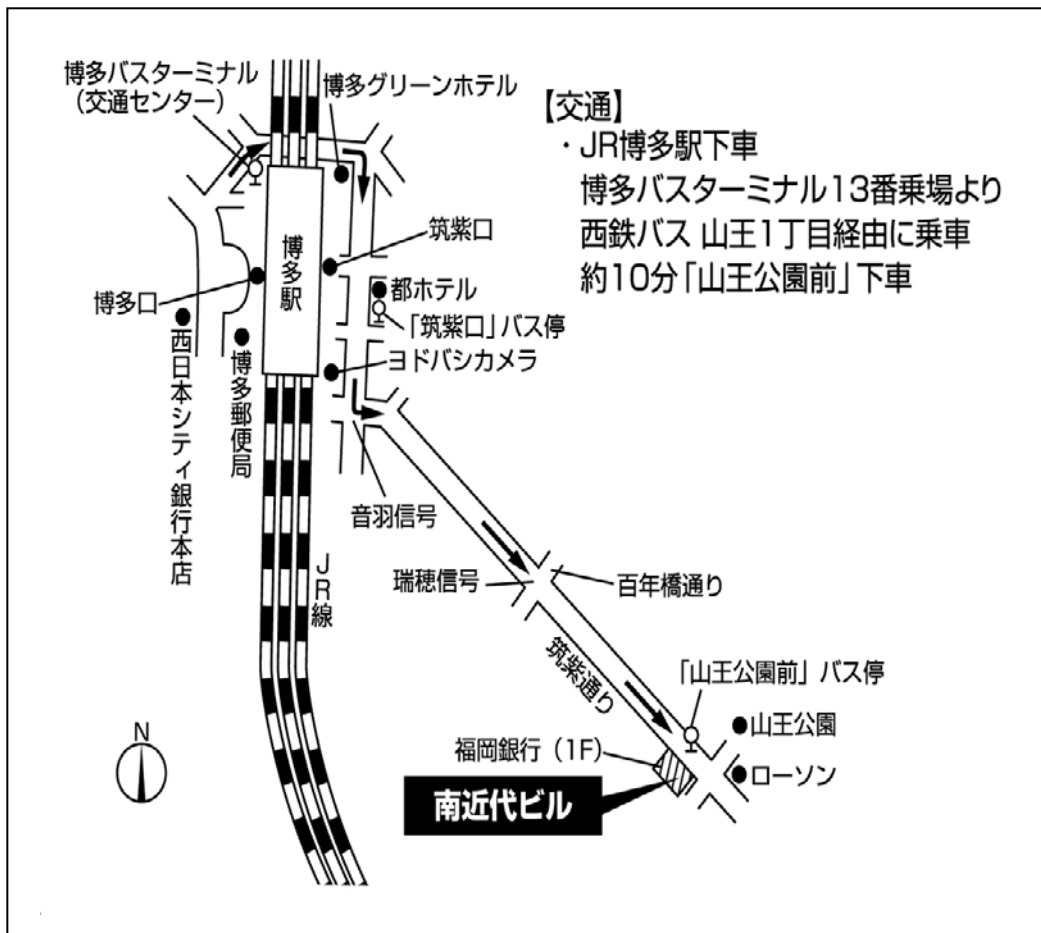 博多バスターミナル
（交通センター）
博多グリーンホテル
【交通】
・JR博多駅下車
博多バスターミナル13番乗場より
西鉄バス 山王1丁目経由に乗車
約10分「山王公園前」下車
筑紫口
博多駅
博多口
都ホテル
「筑紫口」バス停
ヨドバシカメラ
西日本シティ銀行本店
博多郵便局
音羽信号
JR線
瑞穂信号
百年橋通り
筑紫通り
「山王公園前」バス停
山王公園
福岡銀行（1F）
ローソン
南近代ビル
N